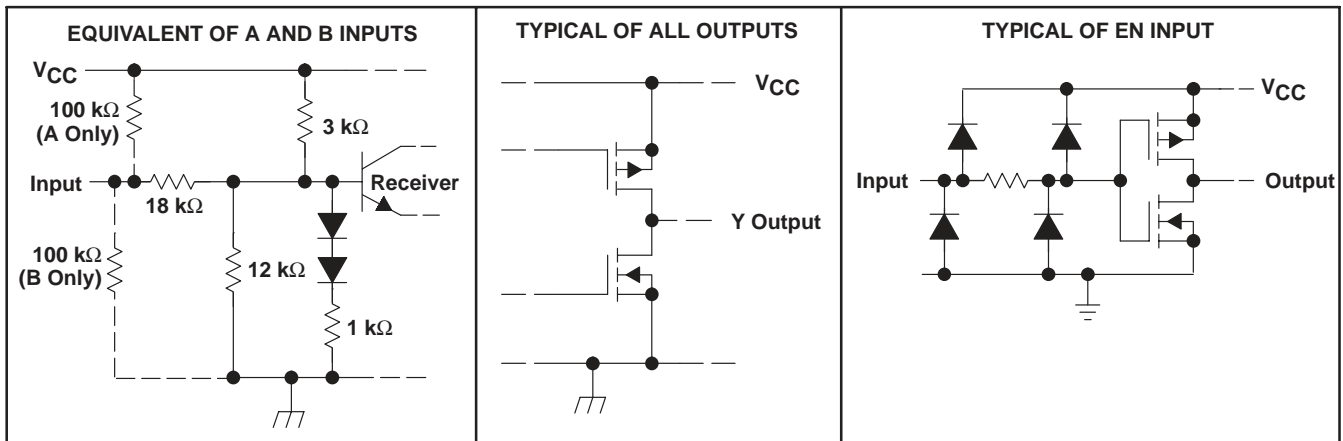 EQUIVALENT OF A AND B INPUTS
VCC
100 kΩ
(A Only)
3 kΩ
Input
18 kΩ
Receiver
100 kΩ
(B Only)
12 kΩ
1 kΩ
TYPICAL OF ALL OUTPUTS
VCC
Y Output
TYPICAL OF EN INPUT
VCC
Input
Output